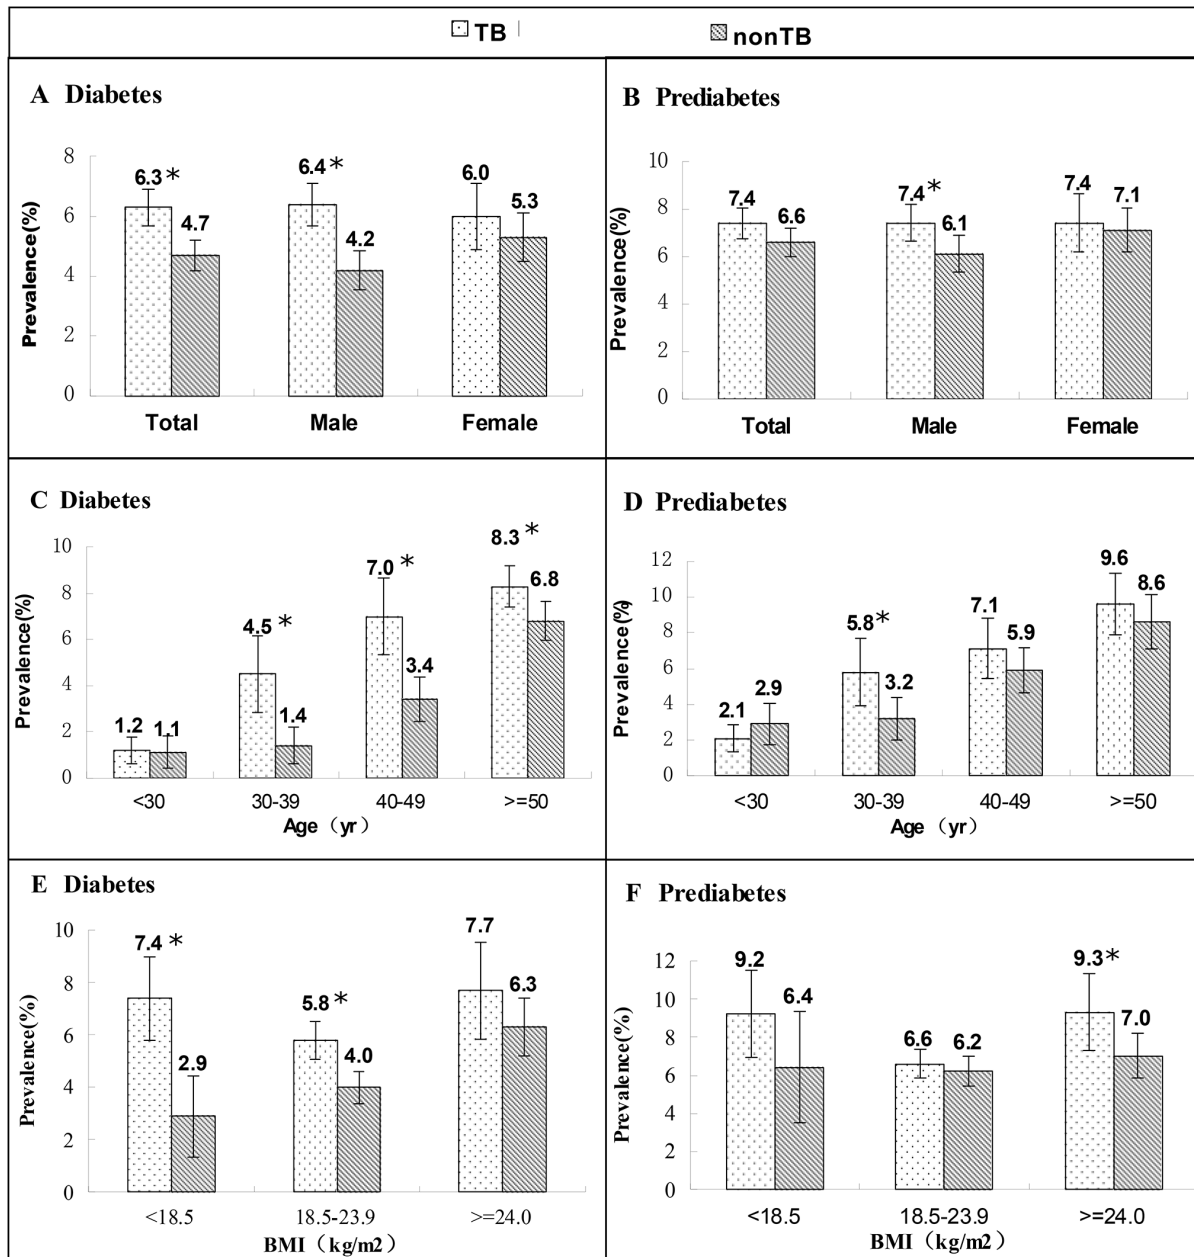 TB nonTB
A Diabetes
Prevalence(%)
8
6
4
2
0
6.3 * 4.7 6.4 * 4.2 6.0 5.3
Total Male Female
B Prediabetes
Prevalence(%)
10
8
6
4
2
0
7.4 6.6 7.4 * 6.1 7.4 7.1
Total Male Female
C Diabetes
Prevalence(%)
10
8
6
4
2
0
1.2 1.1 4.5 * 1.4 7.0 * 3.4 8.3 * 6.8
<30 30-39 40-49 >=50
Age（yr）
D Prediabetes
Prevalence(%)
12
10
8
6
4
2
0
2.1 2.9 5.8* 3.2 7.1 5.9 9.6 8.6
<30 30-39 40-49 >=50
Age（yr）
E Diabetes
Prevalence(%)
10
8
6
4
2
0
7.4 * 2.9 5.8 * 4.0 7.7 6.3
<18.5 18.5-23.9 >=24.0
BMI（kg/m2）
F Prediabetes
Prevalence(%)
12
10
8
6
4
2
0
9.2 6.4 6.6 6.2 9.3* 7.0
<18.5 18.5-23.9 >=24.0
BMI（kg/m2）